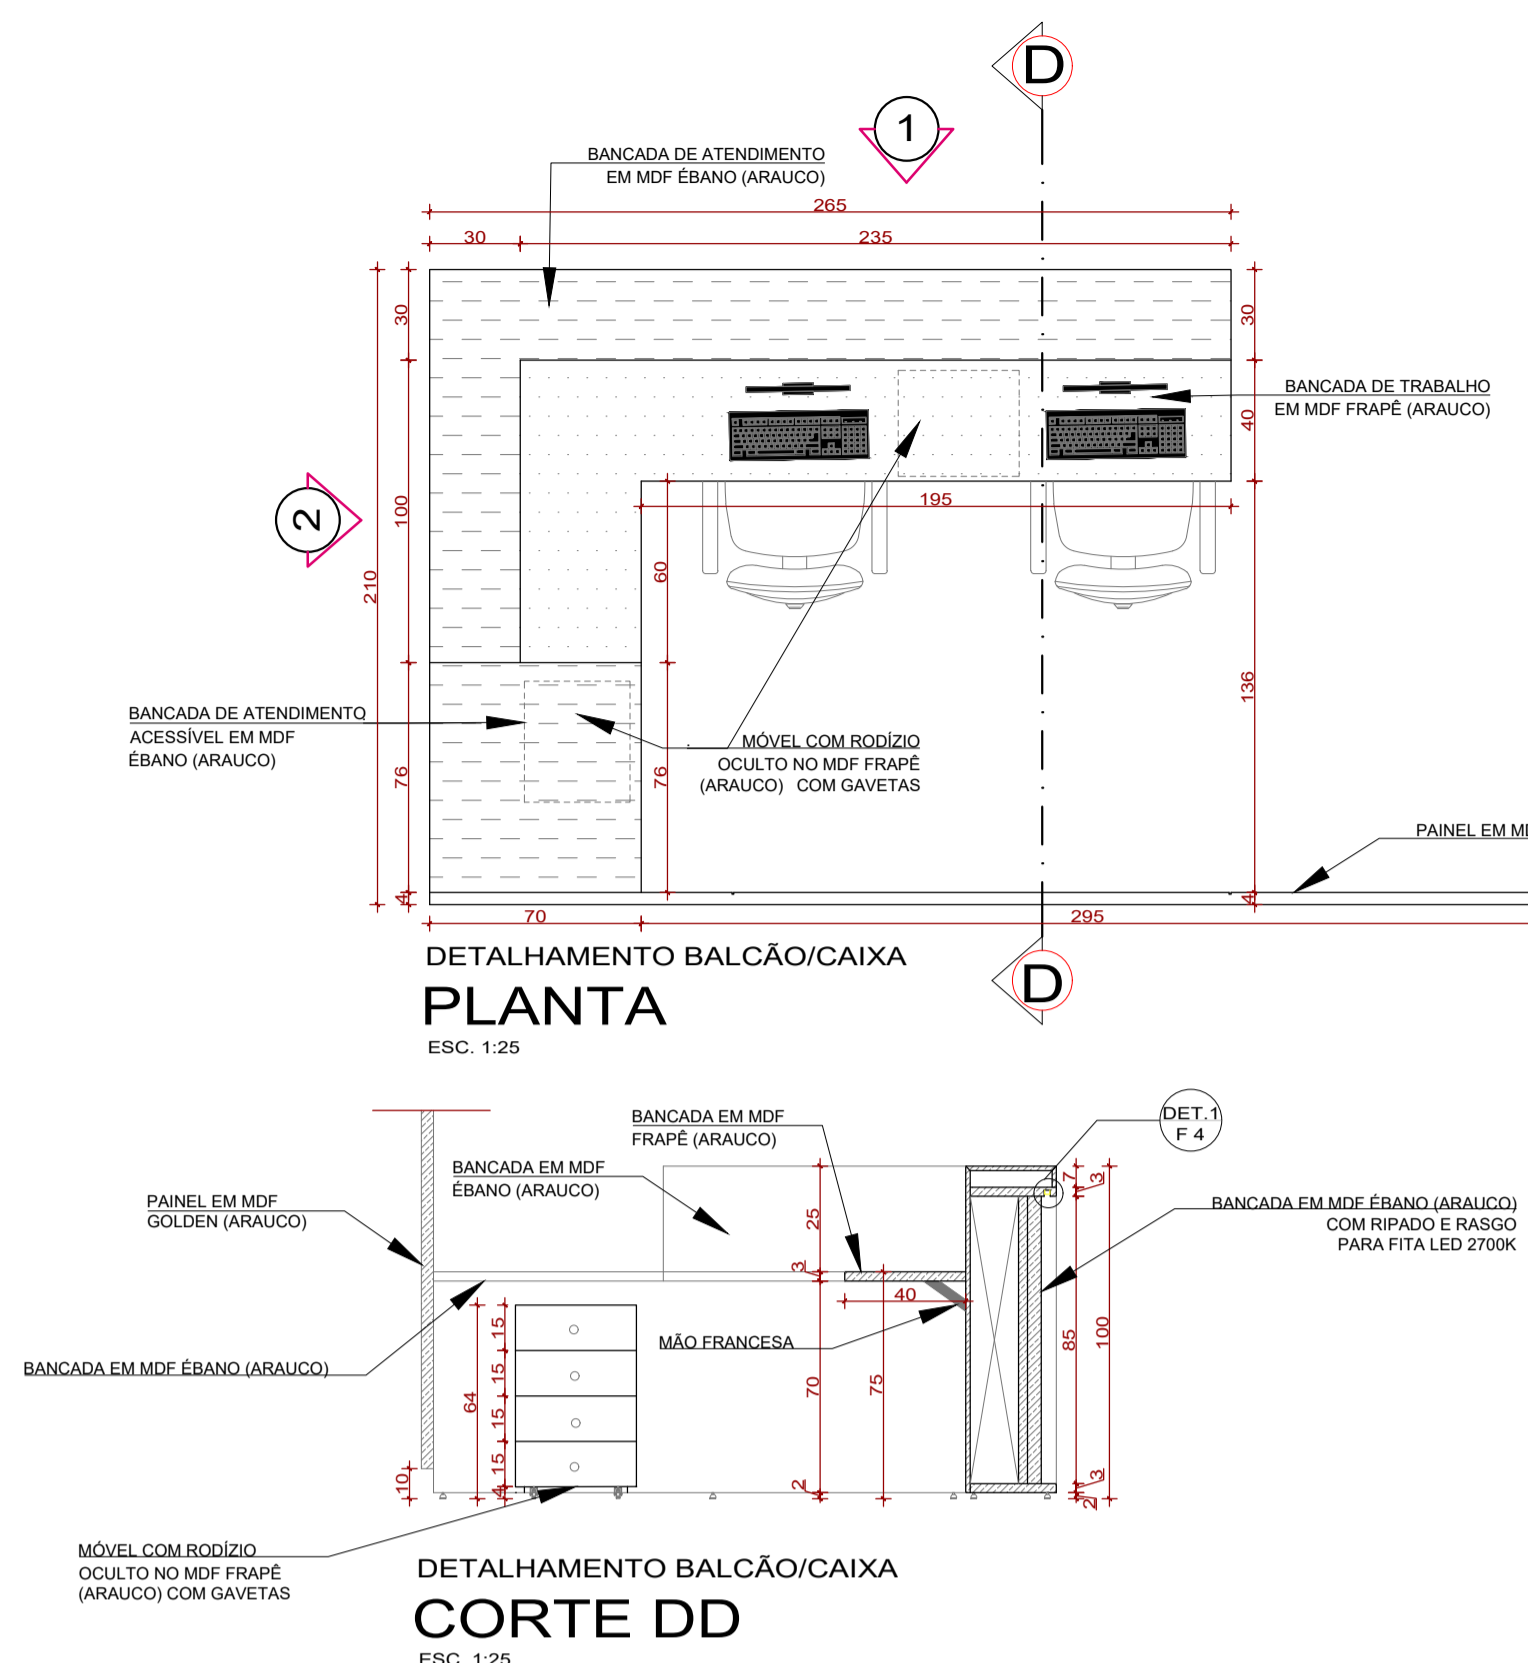 D
1
BANCADA DE ATENDIMENTO
EM MDF ÉBANO (ARAUCO)
265
30
235
30
30
BANCADA DE TRABALHO
EM MDF FRAPÊ (ARAUCO)
40
195
2
100
60
210
136
BANCADA DE ATENDIMENTO
ACESSÍVEL EM MDF
ÉBANO (ARAUCO)
MÓVEL COM RODÍZIO
OCULTO NO MDF FRAPÊ
(ARAUCO) COM GAVETAS
76
76
PAINEL EM
4
4
70
295
DETALHAMENTO BALCÃO/CAIXA
D
PLANTA
ESC. 1:25
BANCADA EM MDF
FRAPÊ (ARAUCO)
DET.1
F 4
BANCADA EM MDF
ÉBANO (ARAUCO)
7
3
PAINEL EM MDF
GOLDEN (ARAUCO)
BANCADA EM MDF ÉBANO (ARAUCO)
COM RIPADO E RASGO
PARA FITA LED 2700K
25
3
40
MÃO FRANCESA
85
100
BANCADA EM MDF ÉBANO (ARAUCO)
15
15
15
15
64
70
75
10
4
2
3
2
MÓVEL COM RODÍZIO
OCULTO NO MDF FRAPÊ
(ARAUCO) COM GAVETAS
DETALHAMENTO BALCÃO/CAIXA
CORTE DD
ESC. 1:25